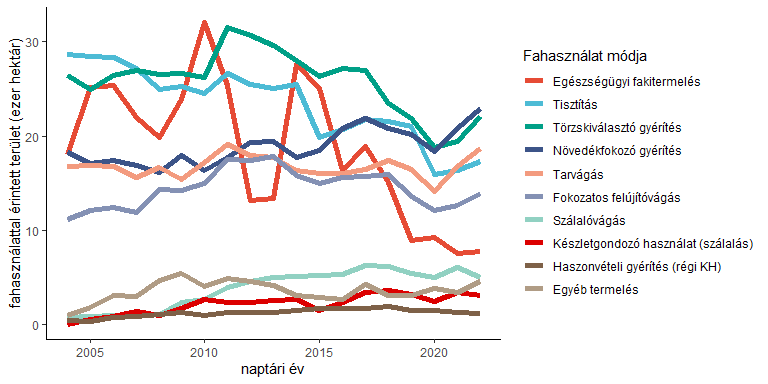 fahasználattal érintett terület (ezer hektár)
30
20
10
0
2005
2010
2015
2020
naptári év
Fahasználat módja
Egészségügyi fakitermelés
Tisztítás
Törzskiválasztó gyérítés
Növedékfokozó gyérítés
Tarvágás
Fokozatos felújítóvágás
Szálalóvágás
Készletgondozó használat (szálalás)
Haszonvételi gyérítés (régi KH)
Egyéb termelés